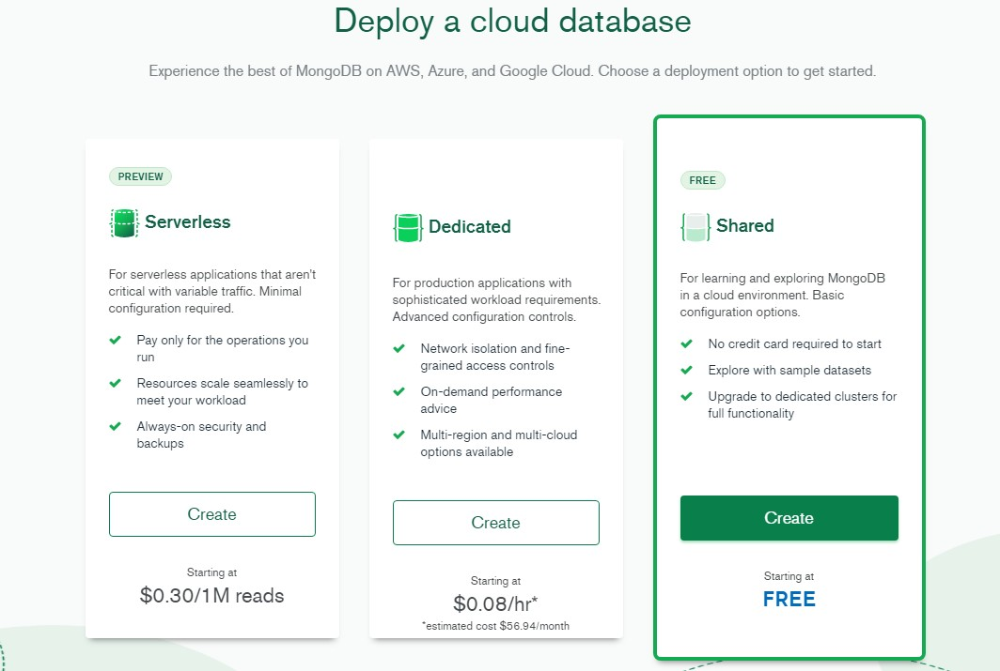 Deploy a cloud database
Experience the best of MongoDB on AWS, Azure, and Google Cloud. Choose a deployment option to get started.
PREVIEW
Serverless
For serverless applications that aren't
critical with variable traffic. Minimal
configuration required.
Pay only for the operations you
run
Resources scale seamlessly to
meet your workload
Always-on security and
backups
Create
Starting at
$0.30/1M reads
Dedicated
For production applications with
sophisticated workload requirements.
Advanced configuration controls.
Network isolation and fine-
grained access controls
On-demand performance
advice
Multi-region and multi-cloud
options available
Create
Starting at
$0.08/hr*
*estimated cost $56.94/month
FREE
Shared
For learning and exploring MongoDB
in a cloud environment. Basic
configuration options.
No credit card required to start
Explore with sample datasets
Upgrade to dedicated clusters for
full functionality
Create
Starting at
FREE